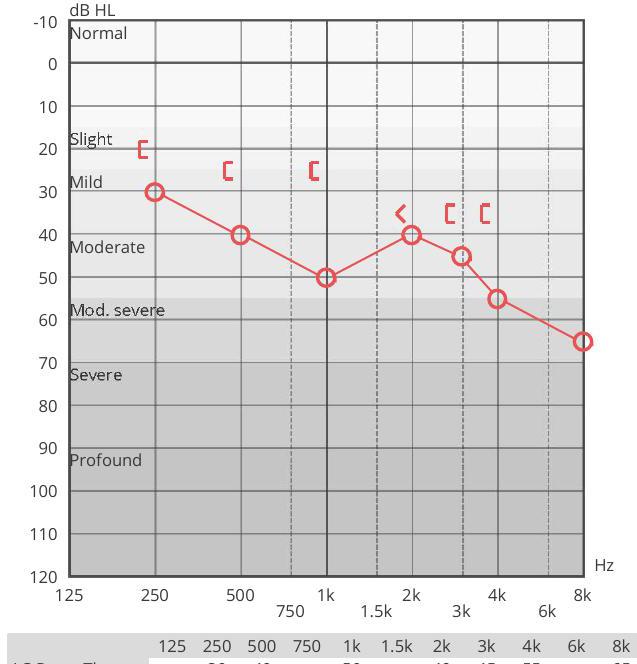 dB HL
-10
Normal
0
10
Slight
20
Mild
30
40
Moderate
50
Mod. severe
60
70
Severe
80
90
Profound
100
110
120
Hz
125 250 500 1k 2k 4k 8k
750 1.5k 3k 6k
125 250 500 750 1k 1.5k 2k 3k 4k 6k 8k